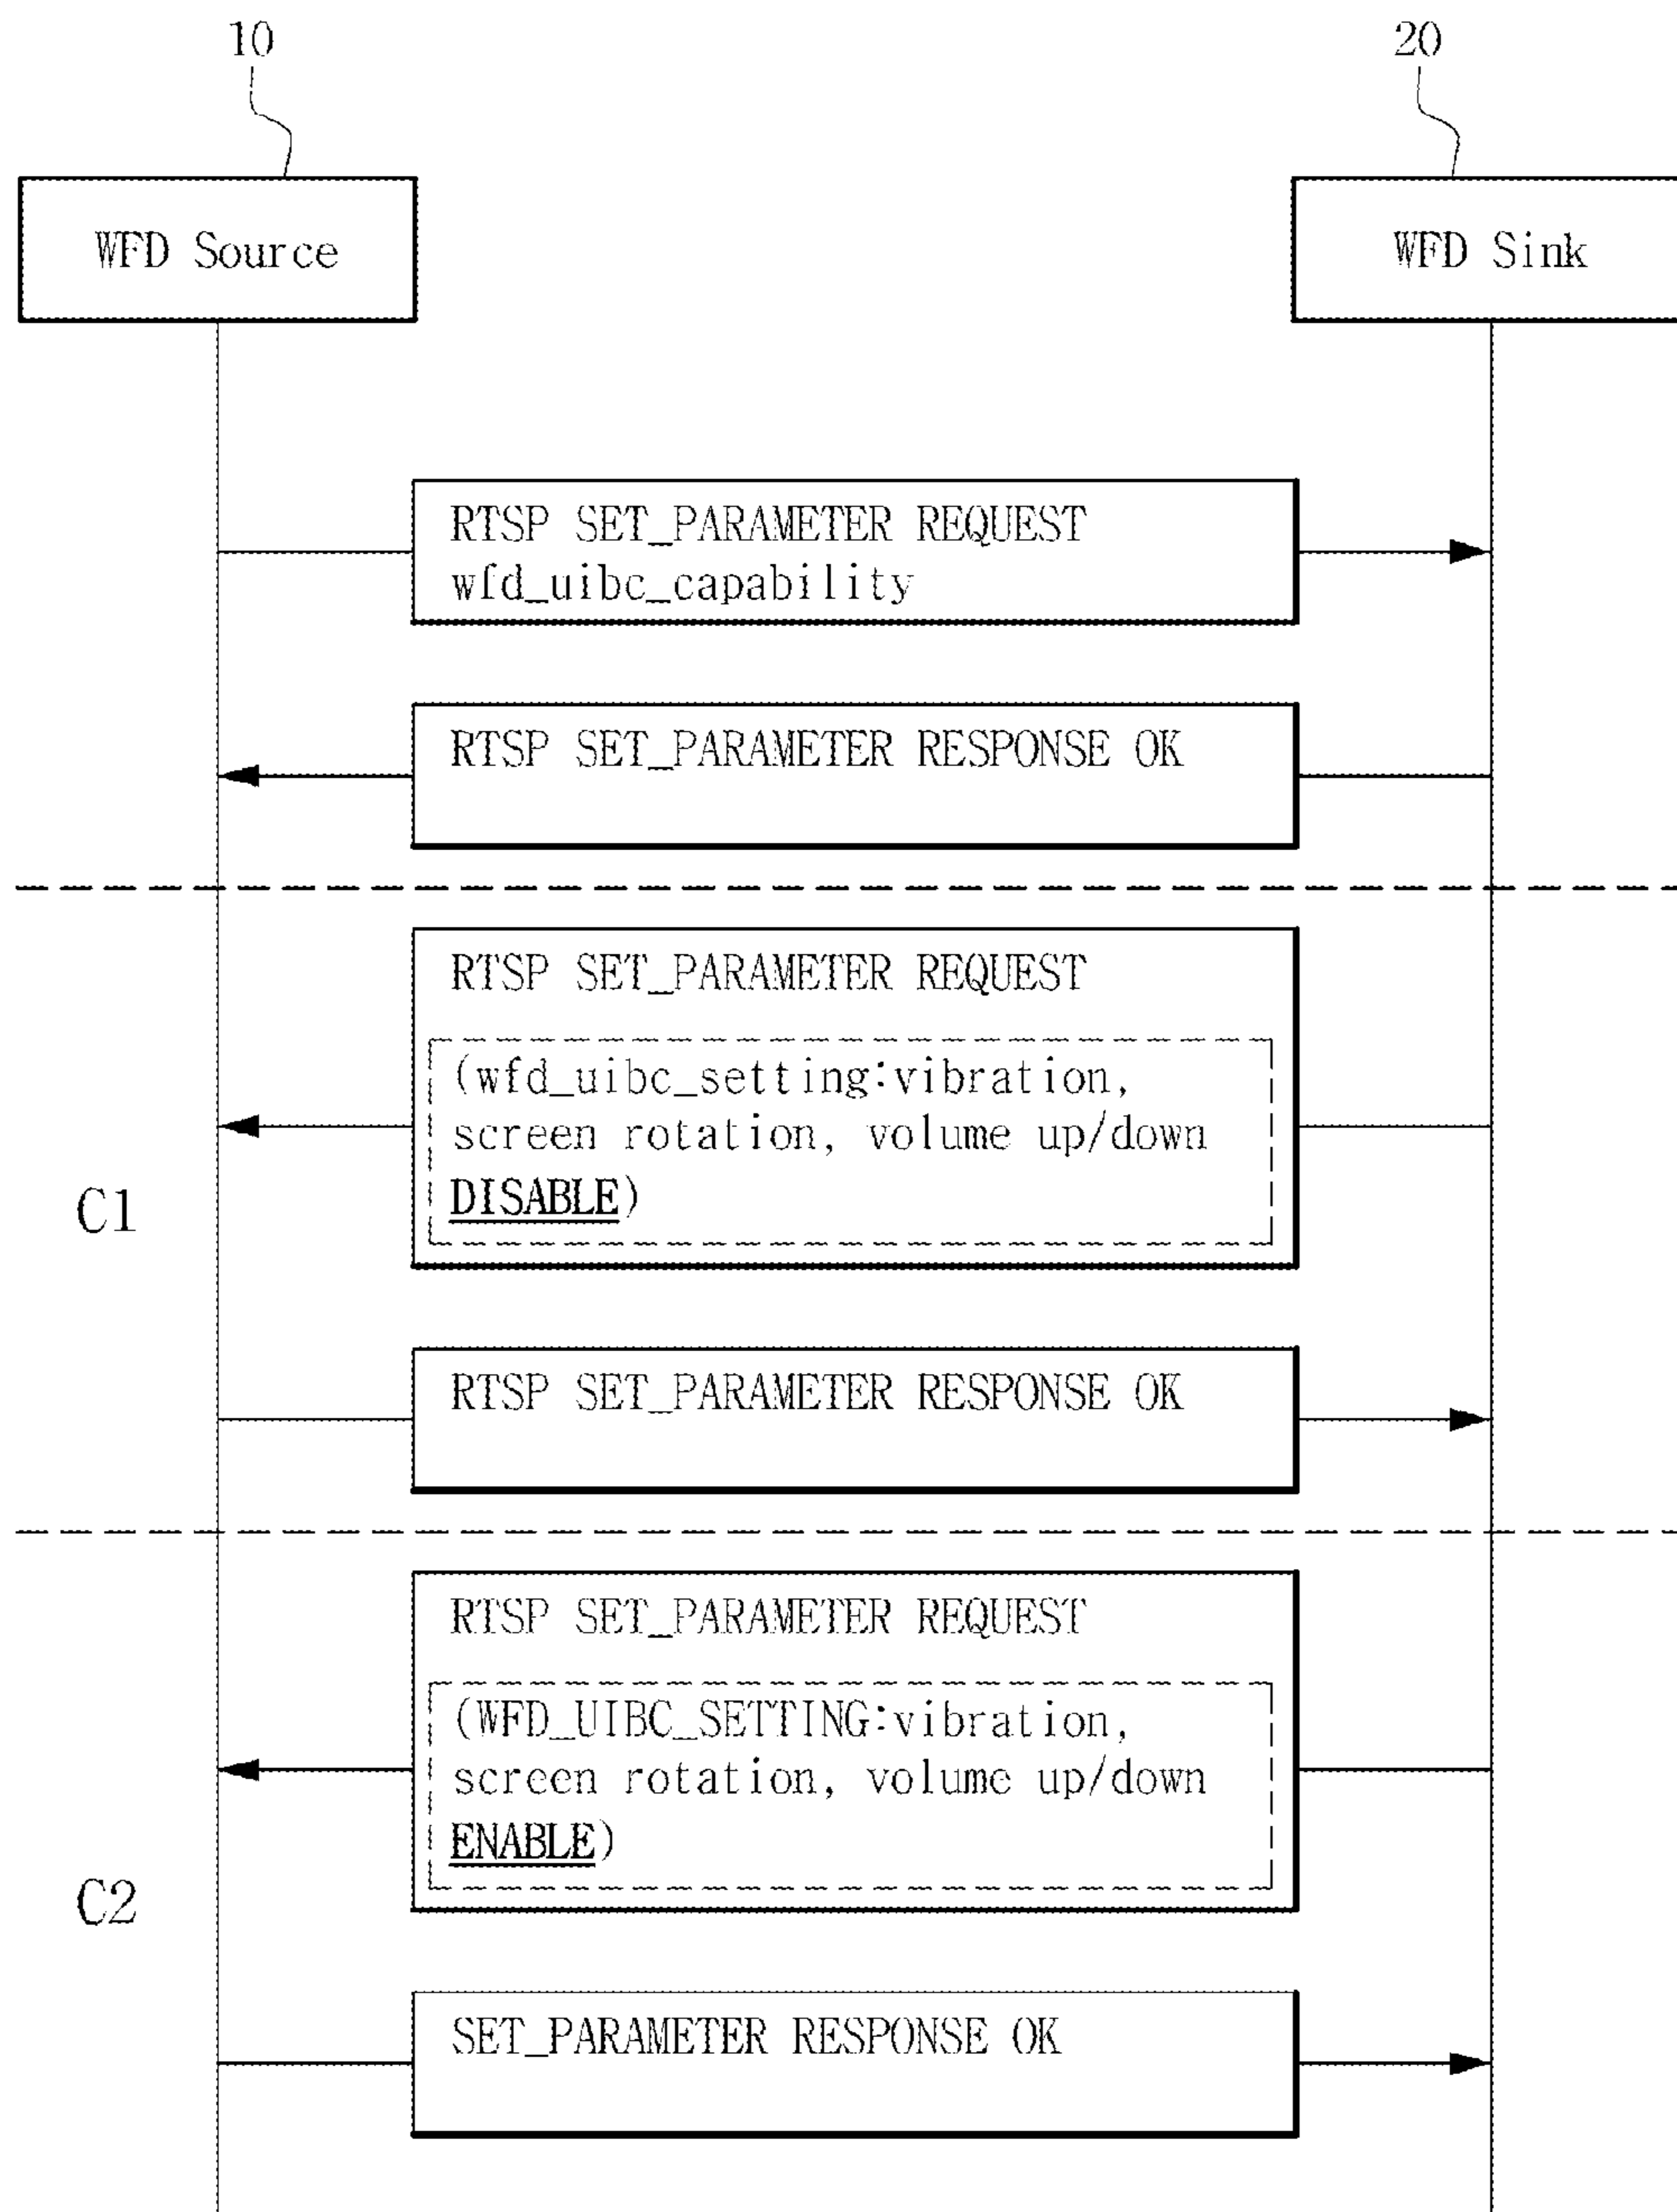 10
20
WFD Source
WFD Sink
RTSP SET_PARAMETER REQUEST
wfd_uibc_capability
RTSP SET_PARAMETER RESPONSE OK
RTSP SET_PARAMETER REQUEST
(wfd_uibc_setting:vibration,
screen rotation, volume up/down
DISABLE)
C1
RTSP SET_PARAMETER RESPONSE OK
RTSP SET_PARAMETER REQUEST
(WFD_UIBC_SETTING:vibration,
screen rotation, volume up/down
ENABLE)
C2
SET_PARAMETER RESPONSE OK